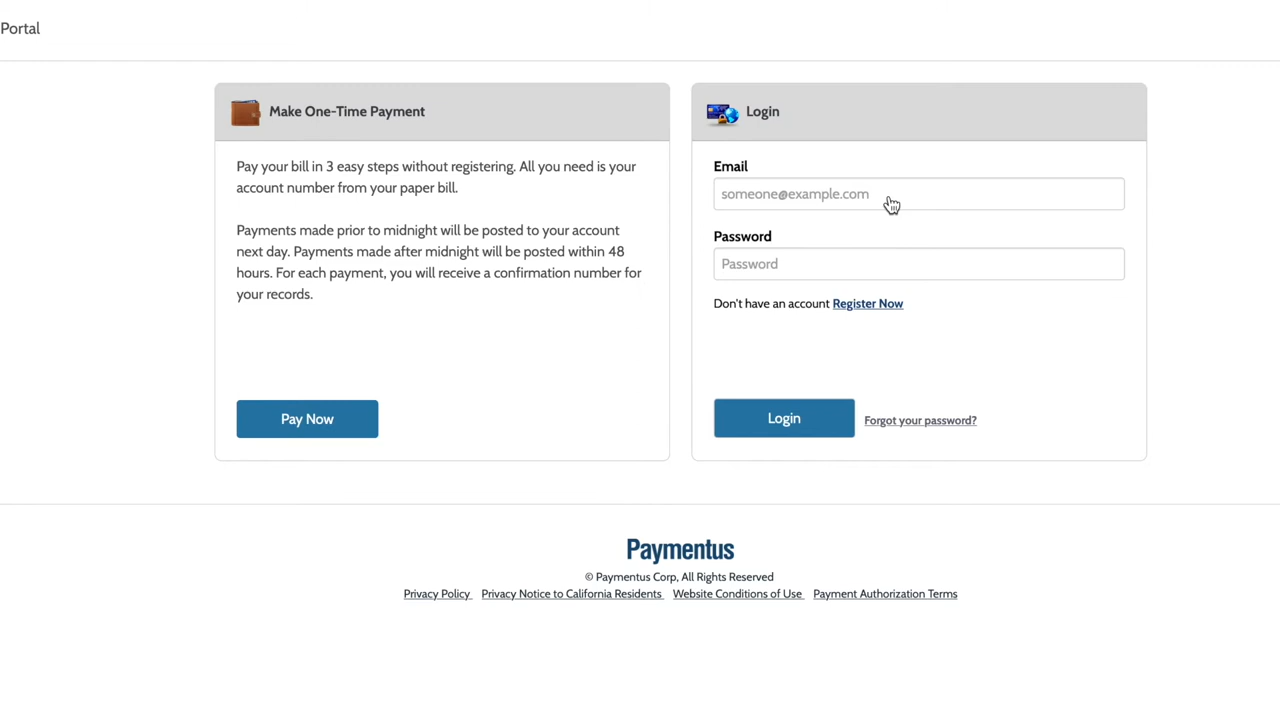 Portal
Make One-Time Payment
Pay your bill in 3 easy steps without registering. All you need is your
account number from your paper bill.
Payments made prior to midnight will be posted to your account
next day. Payments made after midnight will be posted within 48
hours. For each payment, you will receive a confirmation number for
your records.
Pay Now
Login
Email
someone@example.com
Password
Password
Don't have an account Register Now
Login Forgot your password?
Paymentus
© Paymentus Corp, All Rights Reserved
Privacy Policy Privacy Notice to California Residents Website Conditions of Use Payment Authorization Terms